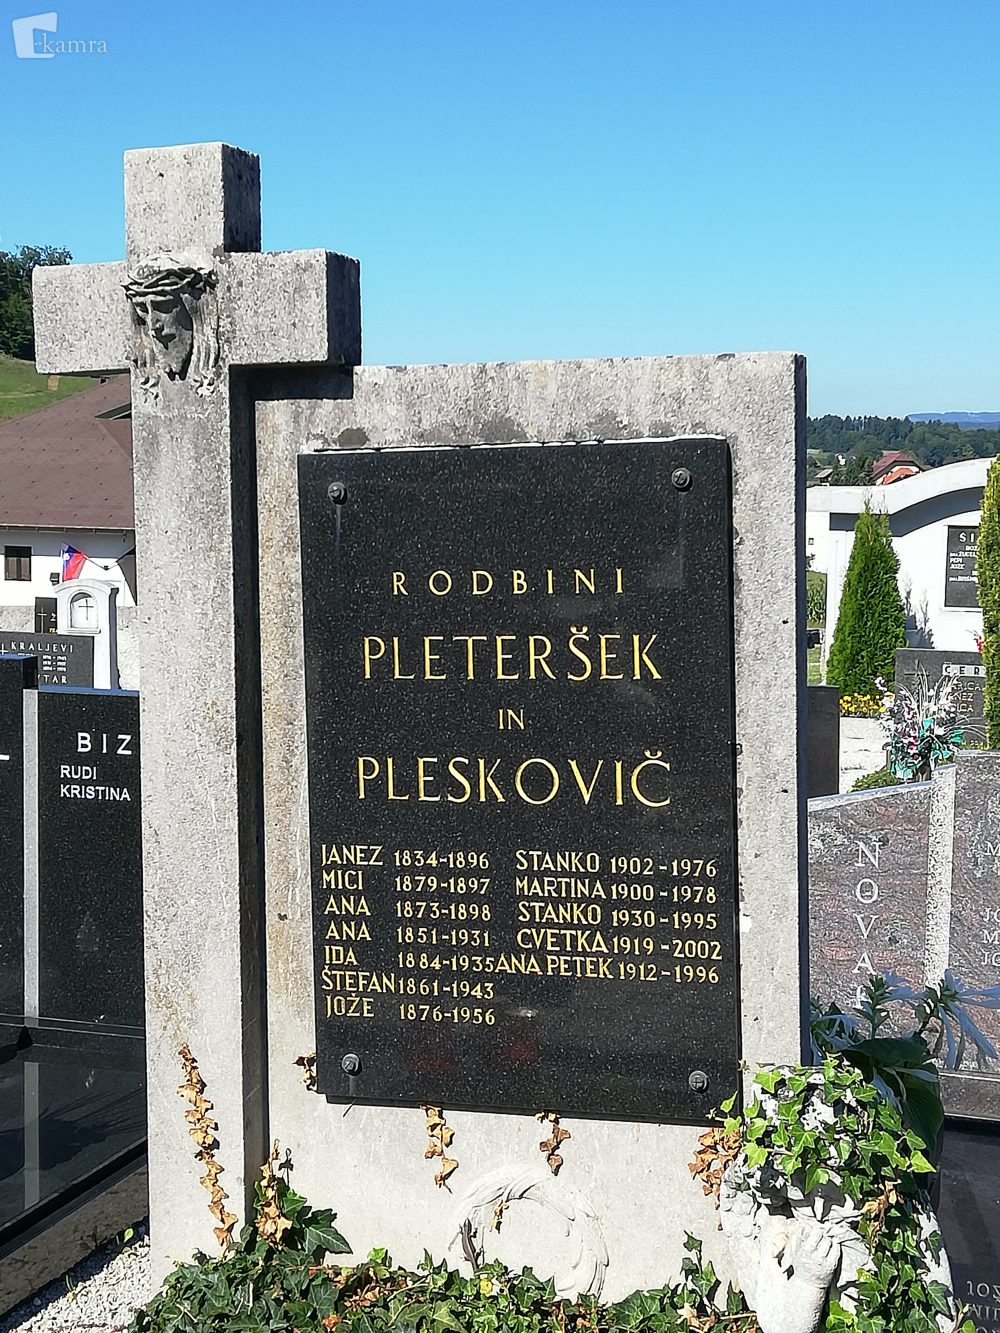 kamra
RODBINI
PLETERŠEK
IN
PLESKOVIČ
JANEZ 1834-1896
MICI 1879-1897
ANA 1873-1898
ANA 1851-1931
IDA 1884-1935
ŠTEFAN 1861-1943
JOŽE 1876-1956
STANKO 1902-1976
MARTINA 1900-1978
STANKO 1930-1995
CVETKA 1919-2002
ANA PETEK 1912-1996
KRALJEVI
BIZ
RUDI
KRISTINA
NOVAK